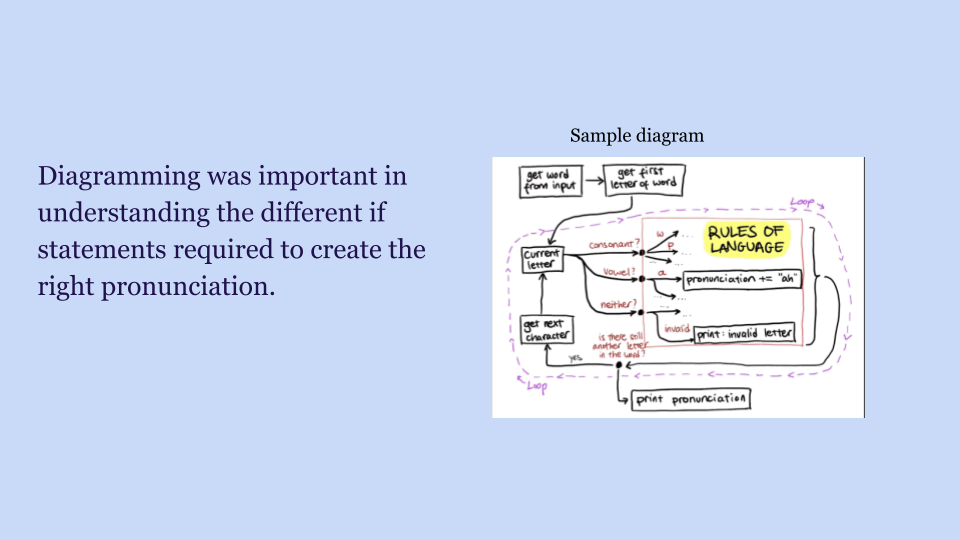 Diagramming was important in
understanding the different if
statements required to create the
right pronunciation.
Sample diagram
get word
from input
get first
letter of word
Loop
RULES OF
LANGUAGE
consonant?
w
p
...
...
...
current
letter
vowel?
a
pronunciation += "ah"
...
...
neither?
...
invalid
print: invalid letter
get next
character
is there still
another letter
in the word?
yes
Loop
print pronunciation